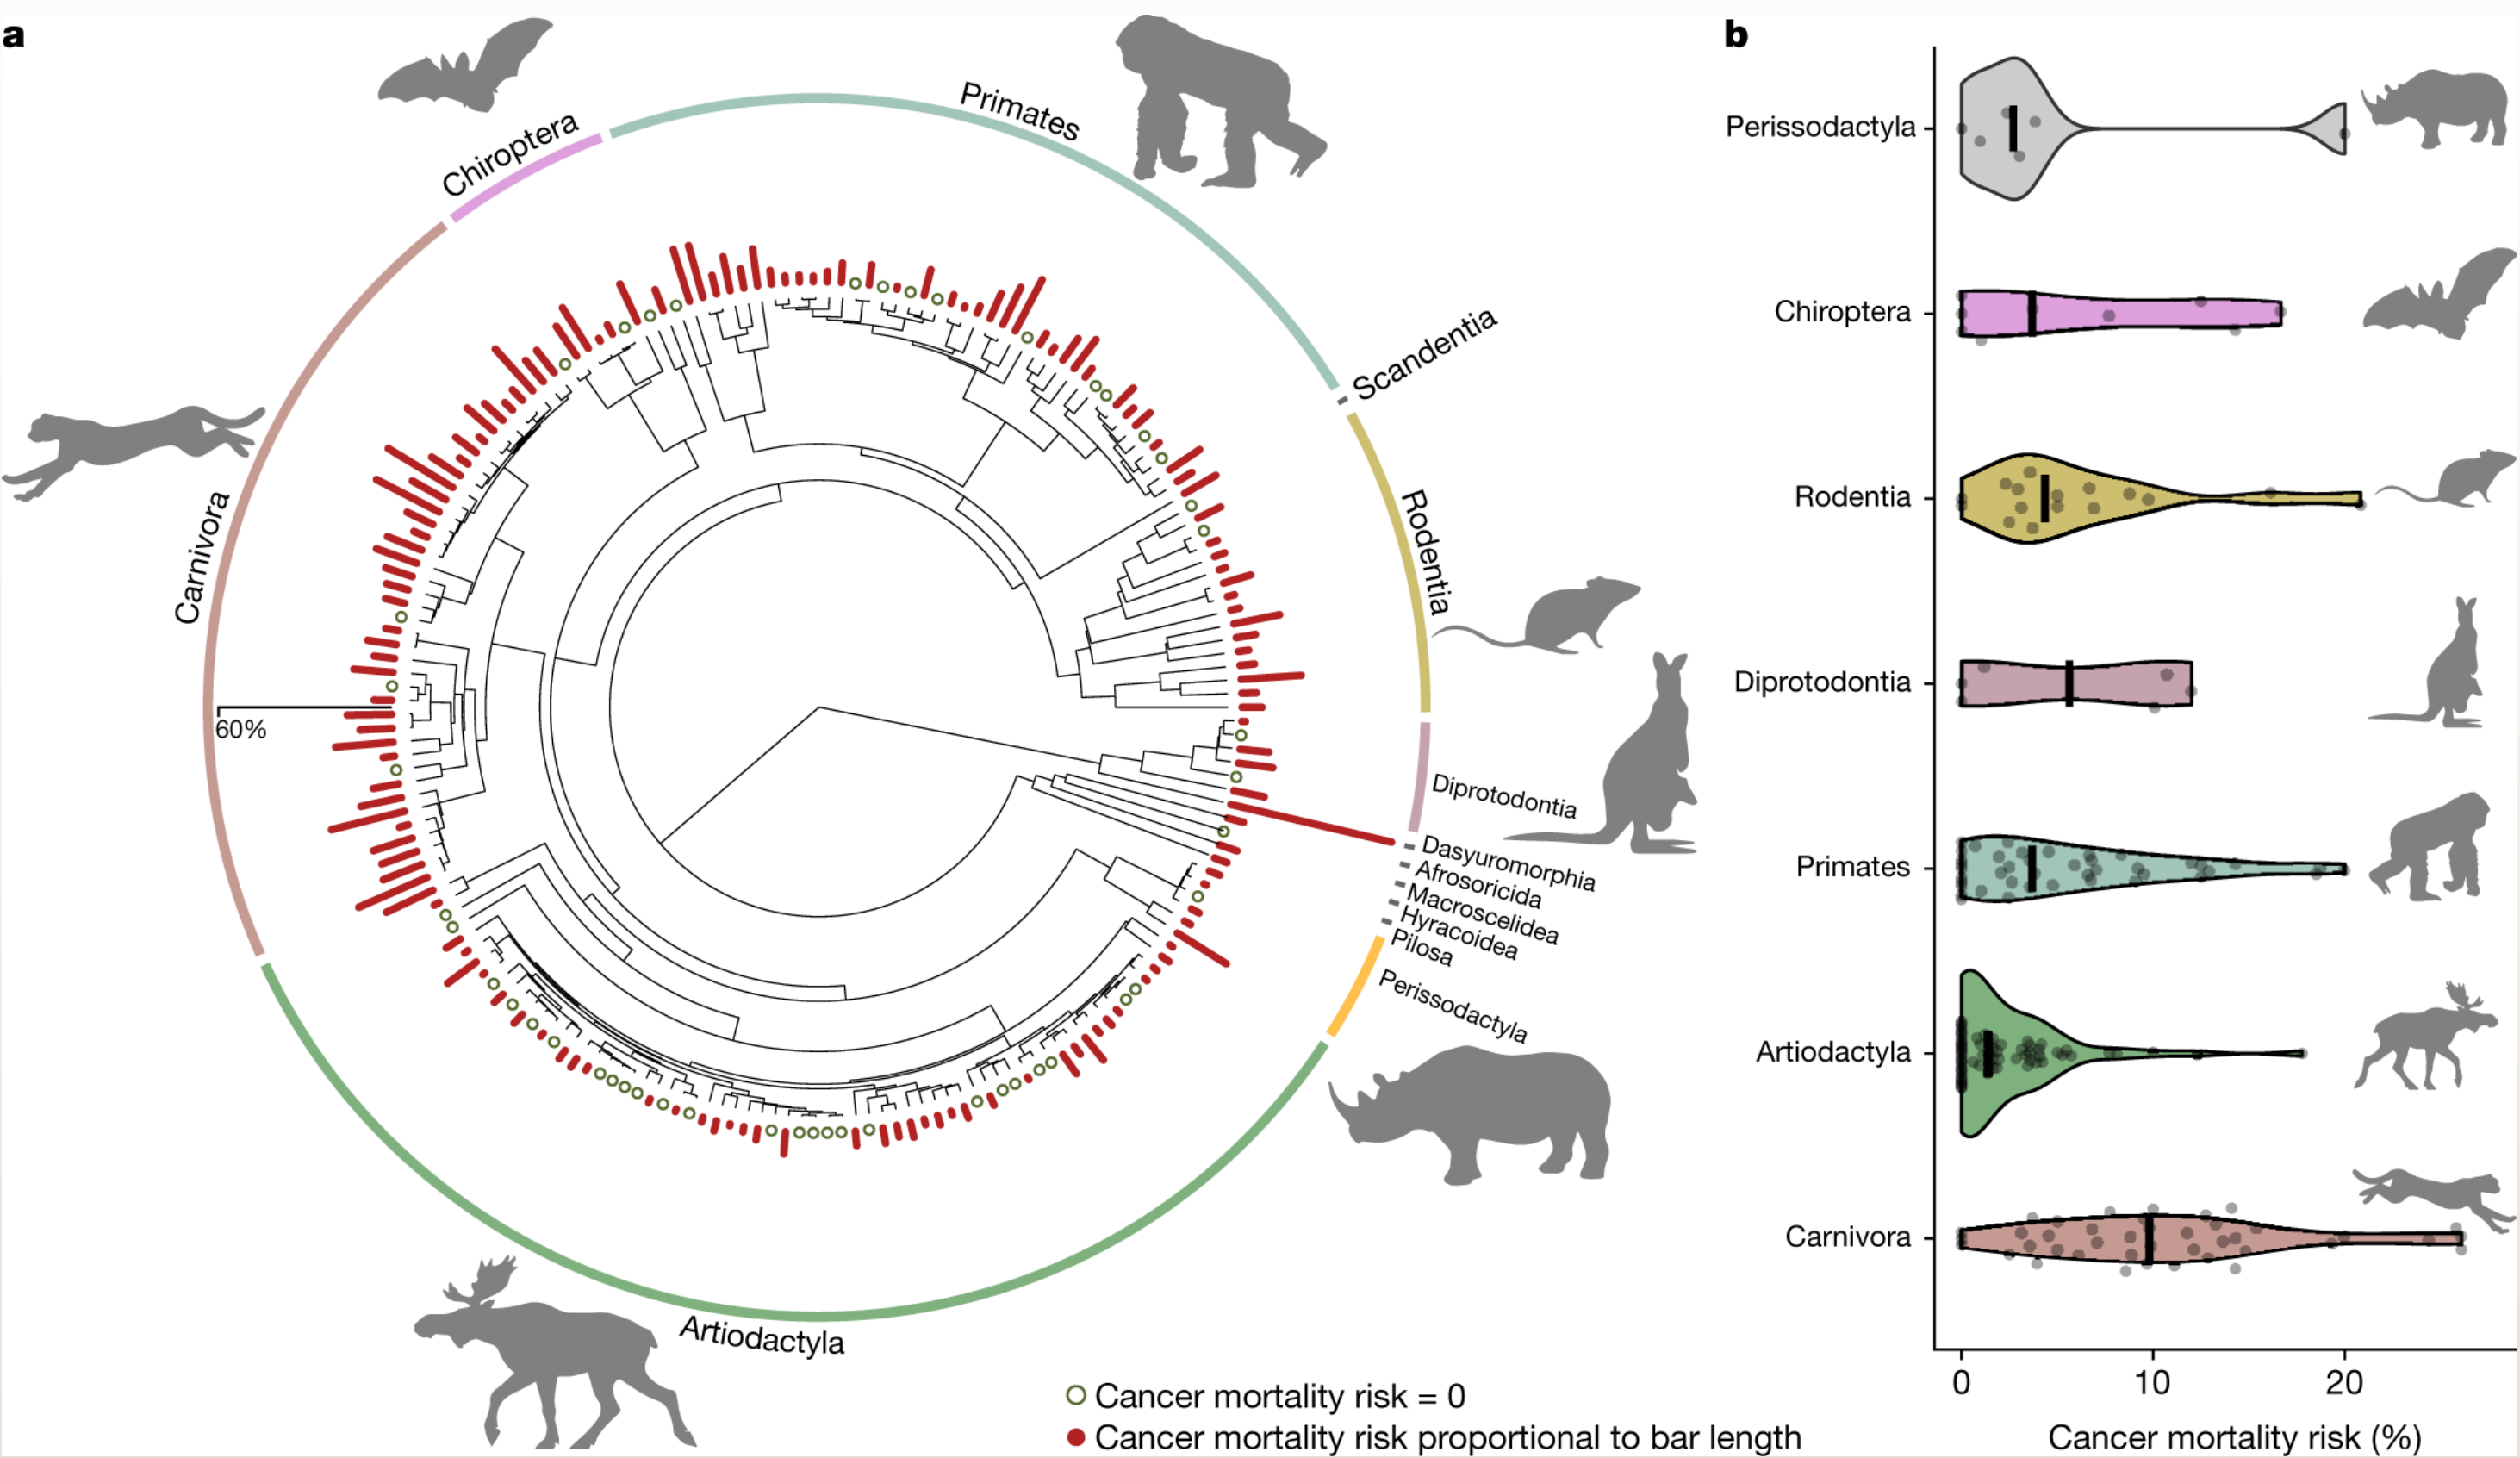 a
Chiroptera
Primates
Scandentia
Rodentia
Carnivora
60%
Diprotodontia
Dasyuromorphia
Afrosoricida
Macroscelidea
Hyracoidea
Pilosa
Perissodactyla
Artiodactyla
Cancer mortality risk = 0
Cancer mortality risk proportional to bar length
b
Perissodactyla
Chiroptera
Rodentia
Diprotodontia
Primates
Artiodactyla
Carnivora
0 10 20
Cancer mortality risk (%)